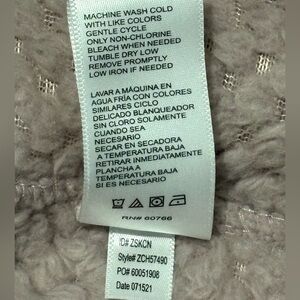 MACHINE WASH COLD
WITH LIKE COLORS
GENTLE CYCLE
ONLY NON-CHLORINE
BLEACH WHEN NEEDED
TUMBLE DRY LOW
REMOVE PROMPTLY
LOW IRON IF NEEDED
LAVAR A MÁQUINA EN
AGUA FRÍA CON COLORES
SIMILARES CICLO
DELICADO BLANQUEADOR
SIN CLORO SOLAMENTE
CUANDO SEA
NECESARIO
SECAR EN SECADORA
A TEMPERATURA BAJA
RETIRAR INMEDIATAMENTE
PLANCHA A
TEMPERATURA BAJA
SI ES NECESARIO
RN# 60766
ID# ZSKCN
Style# ZCH57490
PO# 60051908
Date 071521